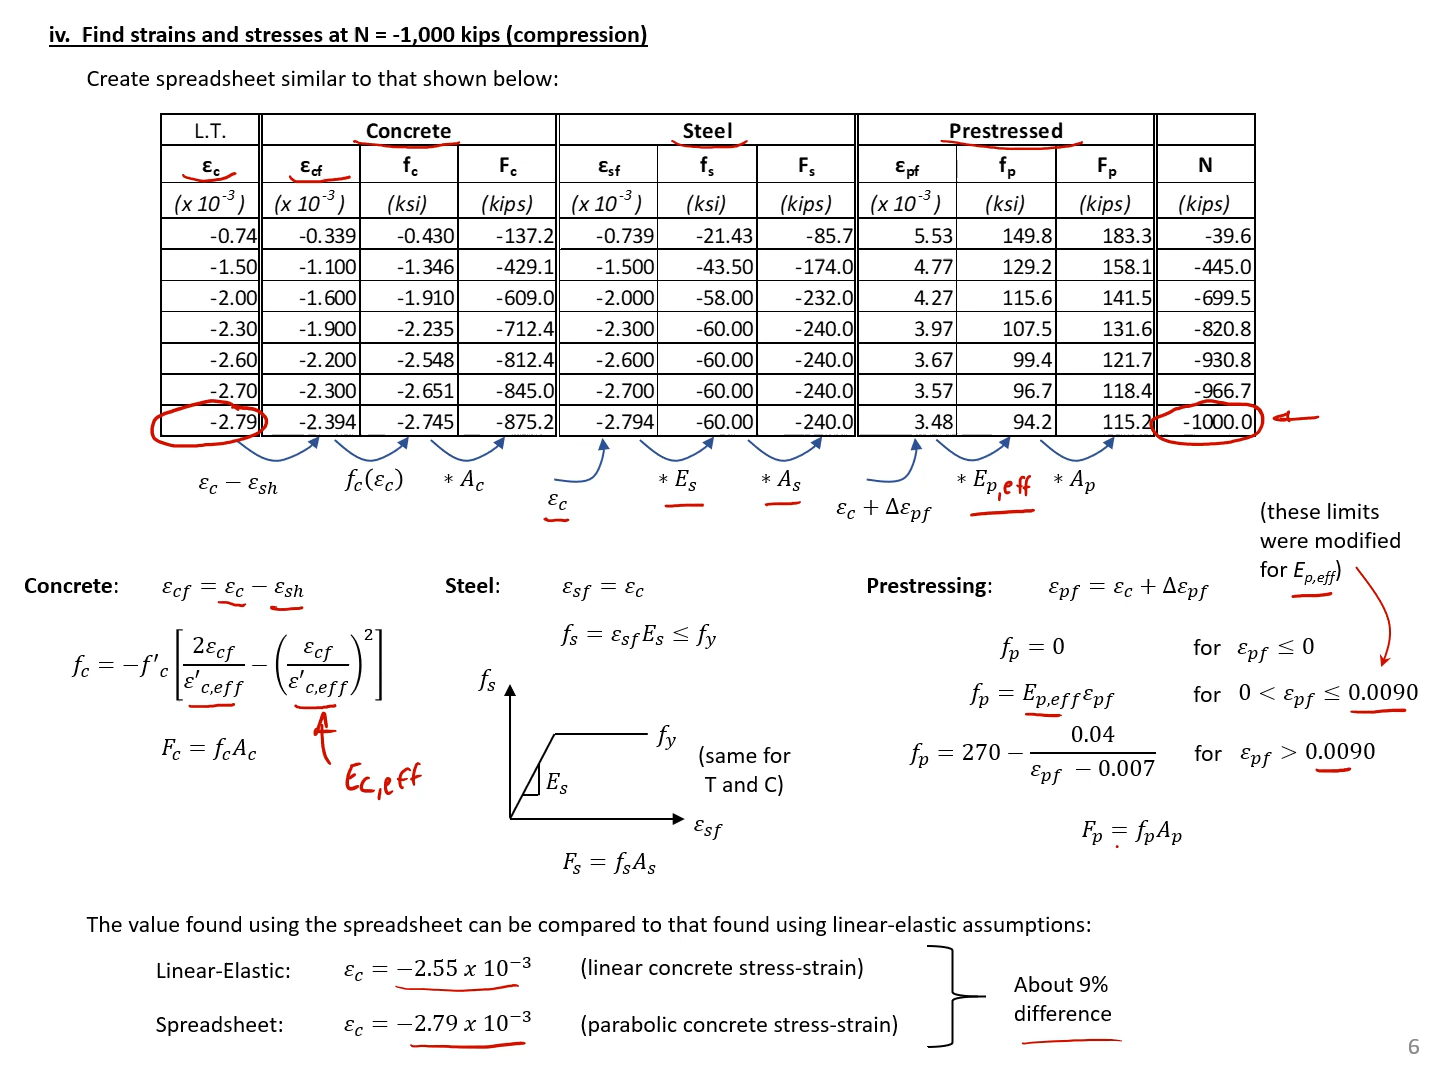 iv. Find strains and stresses at N = -1,000 kips (compression)
Create spreadsheet similar to that shown below:
L.T. Concrete Steel Prestressed
εc εcf fc Fc εsf fs Fs εpf fp Fp N
(x 10⁻³) (x 10⁻³) (ksi) (kips) (x 10⁻³) (ksi) (kips) (x 10⁻³) (ksi) (kips) (kips)
-0.74 -0.339 -0.430 -137.2 -0.739 -21.43 -85.7 5.53 149.8 183.3 -39.6
-1.50 -1.100 -1.346 -429.1 -1.500 -43.50 -174.0 4.77 129.2 158.1 -445.0
-2.00 -1.600 -1.910 -609.0 -2.000 -58.00 -232.0 4.27 115.6 141.5 -699.5
-2.30 -1.900 -2.235 -712.4 -2.300 -60.00 -240.0 3.97 107.5 131.6 -820.8
-2.60 -2.200 -2.548 -812.4 -2.600 -60.00 -240.0 3.67 99.4 121.7 -930.8
-2.70 -2.300 -2.651 -845.0 -2.700 -60.00 -240.0 3.57 96.7 118.4 -966.7
-2.79 -2.394 -2.745 -875.2 -2.794 -60.00 -240.0 3.48 94.2 115.2 -1000.0
εc − εsh fc(εc) ∗ Ac εc ∗ Es ∗ As εc + Δεpf ∗ Ep,eff ∗ Ap
(these limits
were modified
for Ep,eff)
Concrete: εcf = εc − εsh
fc = −f′c [2εcf/ε′c,eff − (εcf/ε′c,eff)²]
Ec,eff
Fc = fcAc
Steel: εsf = εc
fs = εsfEs ≤ fy
fs
fy
Es
εsf
(same for
T and C)
Fs = fsAs
Prestressing: εpf = εc + Δεpf
fp = 0 for εpf ≤ 0
fp = Ep,effεpf for 0 < εpf ≤ 0.0090
fp = 270 − 0.04/(εpf − 0.007) for εpf > 0.0090
Fp = fpAp
The value found using the spreadsheet can be compared to that found using linear-elastic assumptions:
Linear-Elastic: εc = −2.55 x 10⁻³ (linear concrete stress-strain)
Spreadsheet: εc = −2.79 x 10⁻³ (parabolic concrete stress-strain)
About 9%
difference
6